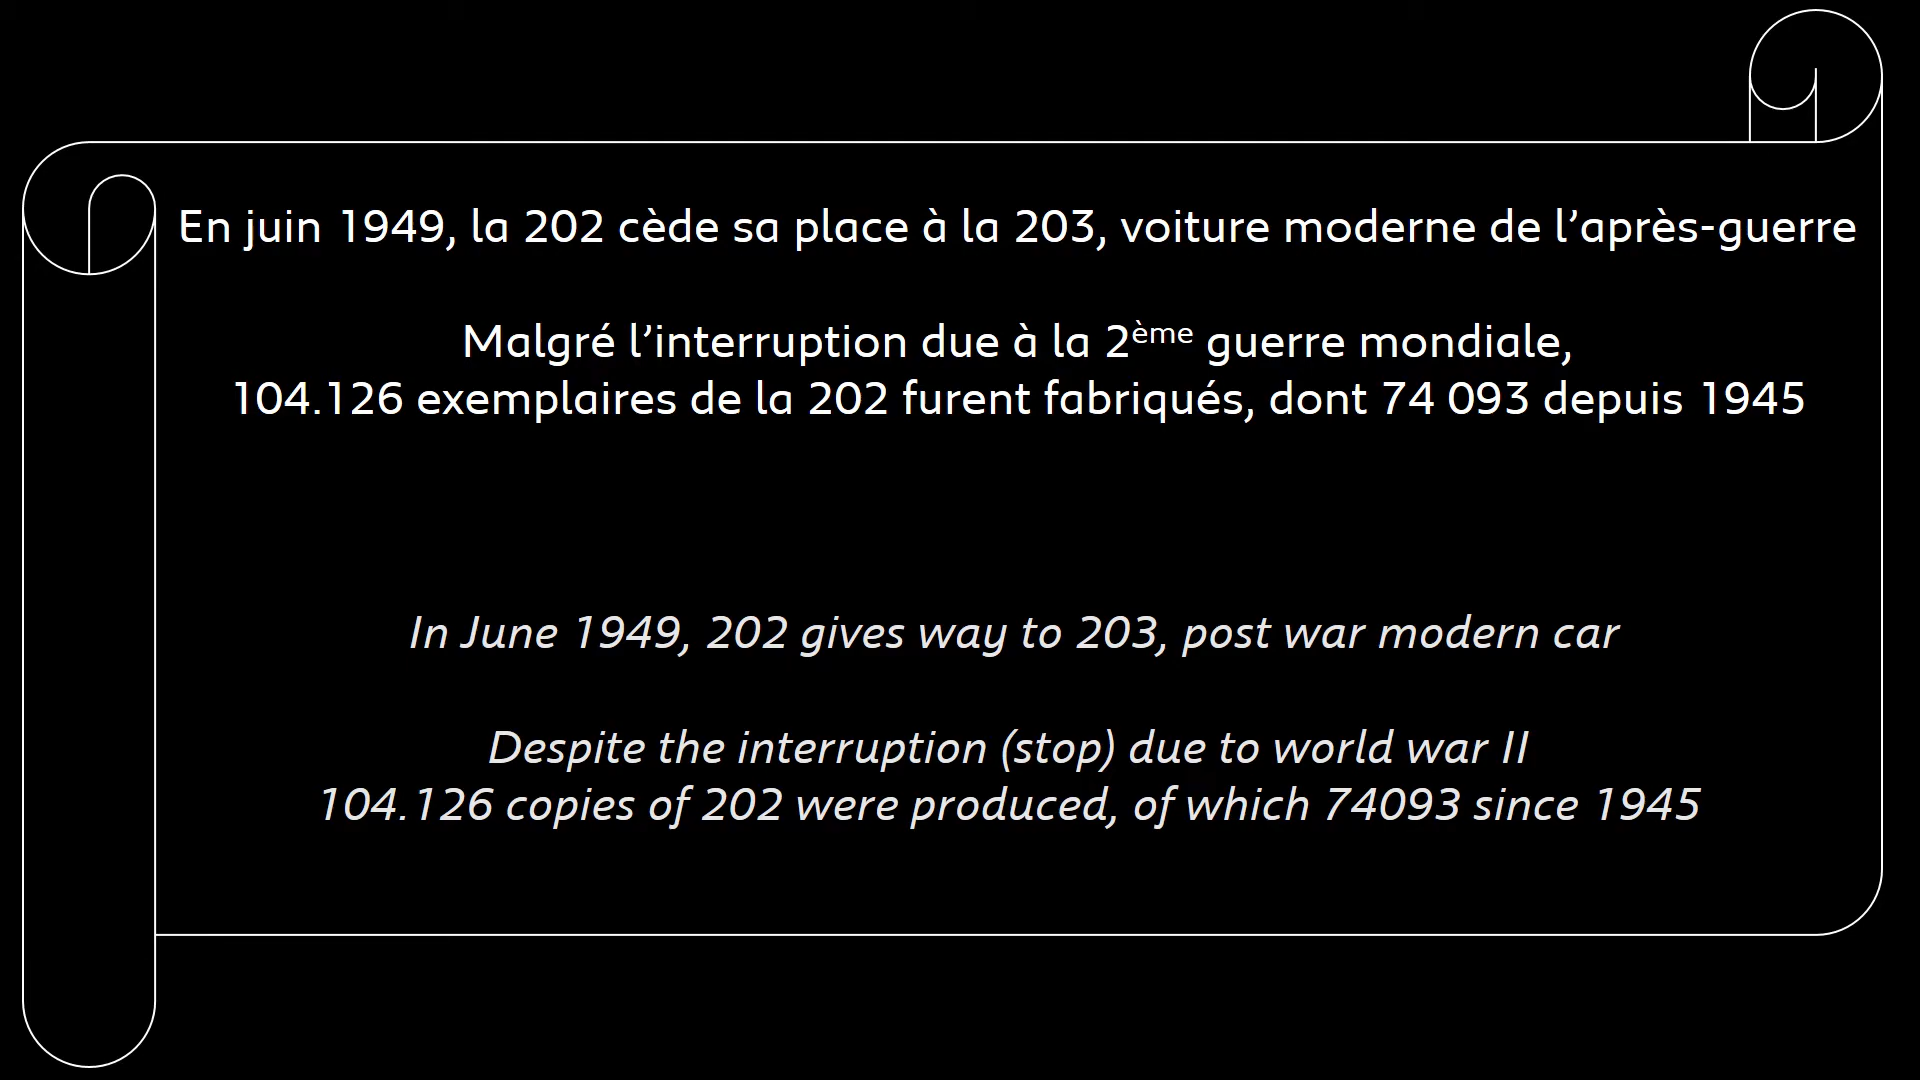 En juin 1949, la 202 cède sa place à la 203, voiture moderne de l’après-guerre
Malgré l’interruption due à la 2ème guerre mondiale,
104.126 exemplaires de la 202 furent fabriqués, dont 74 093 depuis 1945
In June 1949, 202 gives way to 203, post war modern car
Despite the interruption (stop) due to world war II
104.126 copies of 202 were produced, of which 74093 since 1945